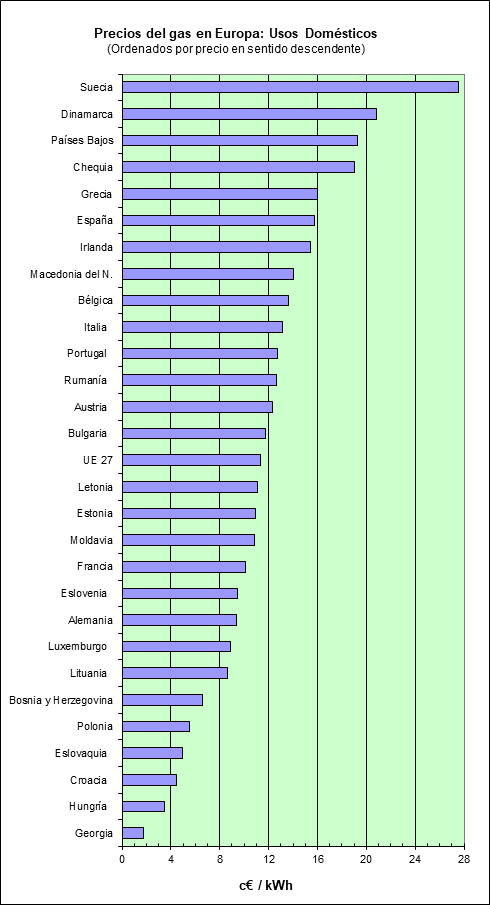 Precios del gas en Europa: Usos Domésticos
(Ordenados por precio en sentido descendente)
Suecia
Dinamarca
Países Bajos
Chequia
Grecia
España
Irlanda
Macedonia del N.
Bélgica
Italia
Portugal
Rumanía
Austria
Bulgaria
UE 27
Letonia
Estonia
Moldavia
Francia
Eslovenia
Alemania
Luxemburgo
Lituania
Bosnia y Herzegovina
Polonia
Eslovaquia
Croacia
Hungría
Georgia
0 4 8 12 16 20 24 28
c€ / kWh